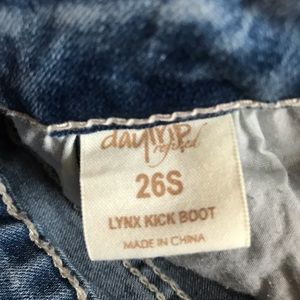 daytrip
refined
26S
LYNX KICK BOOT
MADE IN CHINA